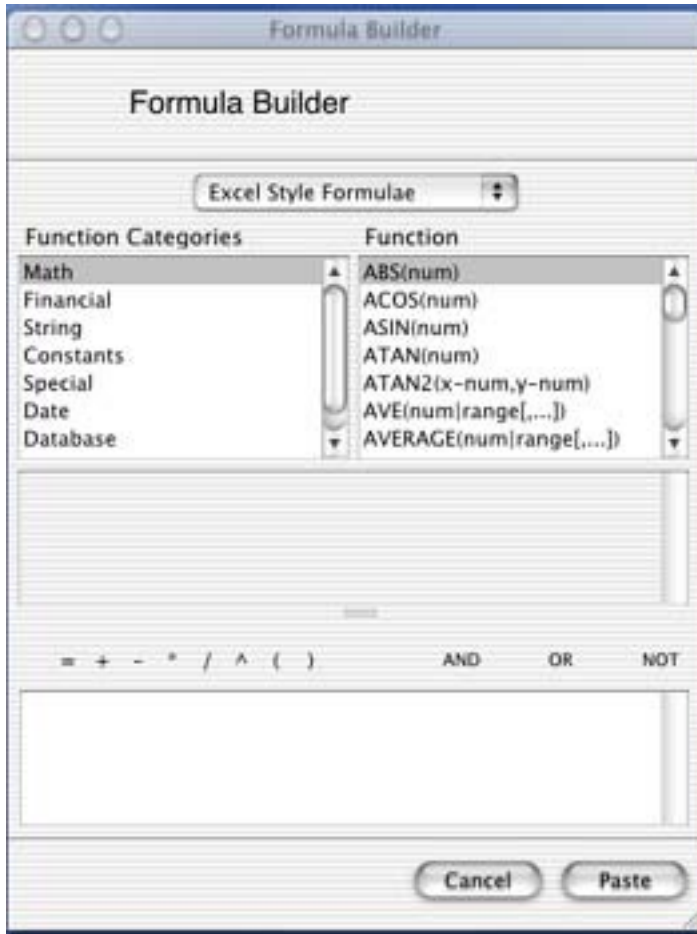 Formula Builder
Formula Builder
Excel Style Formulae
Function Categories
Function
Math
Financial
String
Constants
Special
Date
Database
ABS(num)
ACOS(num)
ASIN(num)
ATAN(num)
ATAN2(x-num,y-num)
AVE(num|range[,...])
AVERAGE(num|range[,...])
= + - * / ^ ( ) AND OR NOT
Cancel Paste